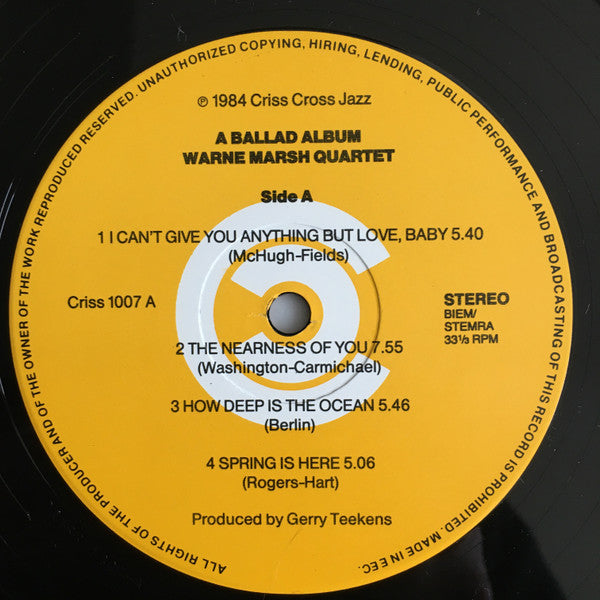 ALL RIGHTS OF THE PRODUCER AND OF THE OWNER OF THE WORK REPRODUCED RESERVED. UNAUTHORIZED COPYING, HIRING, LENDING, PUBLIC PERFORMANCE AND BROADCASTING OF THIS RECORD IS PROHIBITED. MADE IN EEC.
℗ 1984 Criss Cross Jazz
A BALLAD ALBUM
WARNE MARSH QUARTET
Side A
1 I CAN'T GIVE YOU ANYTHING BUT LOVE, BABY 5.40
(McHugh-Fields)
Criss 1007 A
STEREO
BIEM/
STEMRA
33⅓ RPM
2 THE NEARNESS OF YOU 7.55
(Washington-Carmichael)
3 HOW DEEP IS THE OCEAN 5.46
(Berlin)
4 SPRING IS HERE 5.06
(Rogers-Hart)
Produced by Gerry Teekens